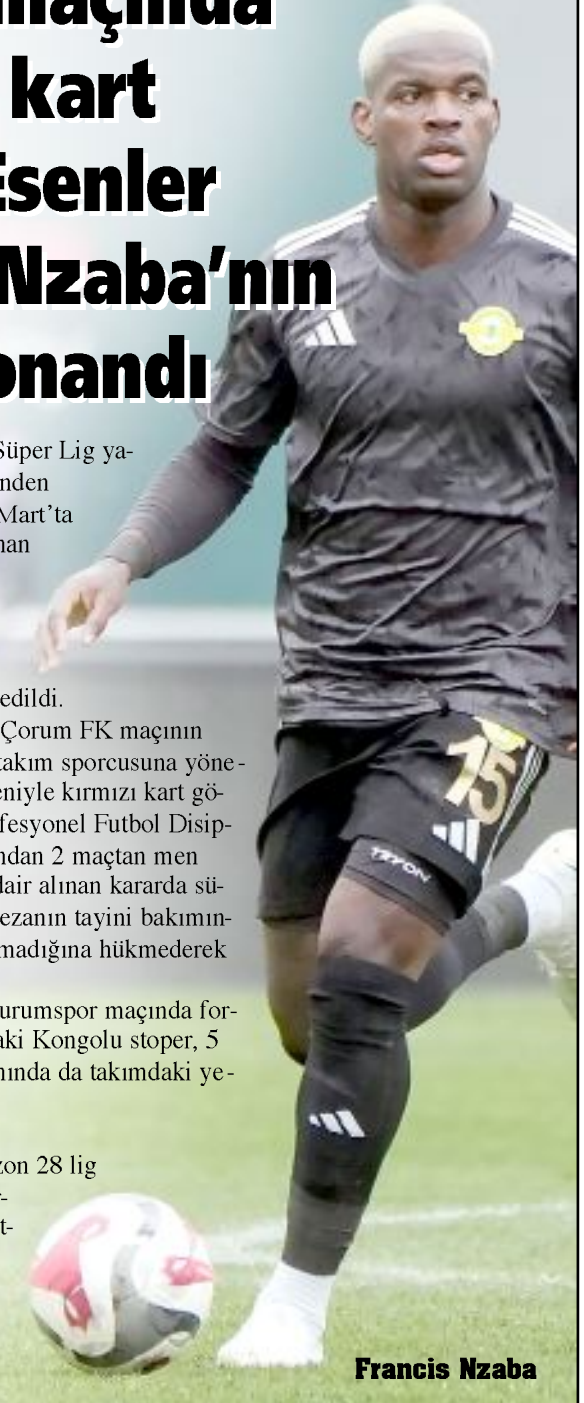 maçında
kart
Esenler
Nzaba’nın
onandı
Süper Lig ya-
nden
Mart’ta
nan
edildi.
Çorum FK maçının
takım sporcusuna yöne-
eniyle kırmızı kart gö-
fesyonel Futbol Disip-
ndan 2 maçtan men
dair alınan kararda sü-
ezanın tayini bakımın-
madığına hükmederek
urumspor maçında for-
aki Kongolu stoper, 5
nında da takımdaki ye-
zon 28 lig
r-
t-
15
TRYON
Francis Nzaba